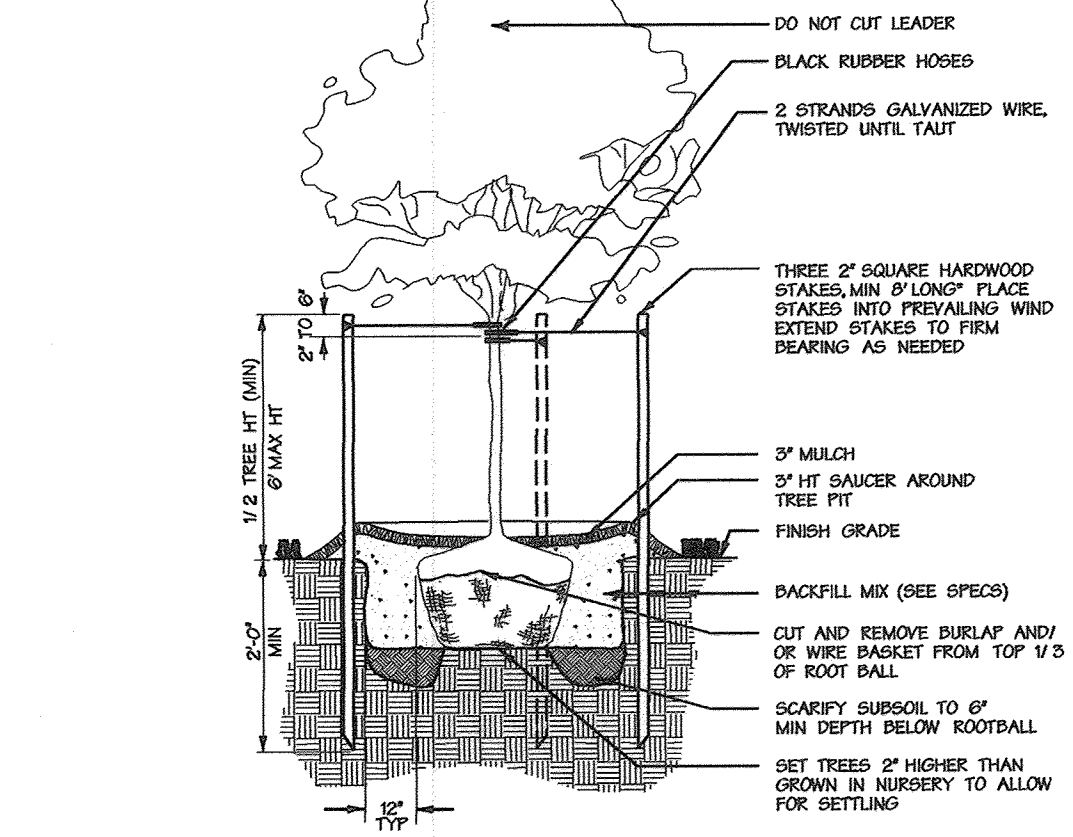 DO NOT CUT LEADER
BLACK RUBBER HOSES
2 STRANDS GALVANIZED WIRE,
TWISTED UNTIL TAUT
THREE 2" SQUARE HARDWOOD
STAKES, MIN 8' LONG" PLACE
STAKES INTO PREVAILING WIND
EXTEND STAKES TO FIRM
BEARING AS NEEDED
2" TO 6"
1/2 TREE HT (MIN)
6' MAX HT
3" MULCH
3" HT SAUCER AROUND
TREE PIT
FINISH GRADE
BACKFILL MIX (SEE SPECS)
2'-0"
MIN
CUT AND REMOVE BURLAP AND/
OR WIRE BASKET FROM TOP 1/3
OF ROOT BALL
SCARIFY SUBSOIL TO 6"
MIN DEPTH BELOW ROOTBALL
SET TREES 2" HIGHER THAN
GROWN IN NURSERY TO ALLOW
FOR SETTLING
12"
TYP